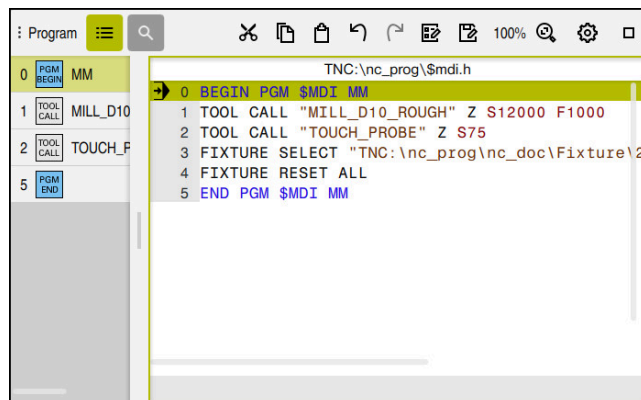 Program 100%
0 PGM BEGIN MM
1 TOOL CALL MILL_D10
2 TOOL CALL TOUCH_P
5 PGM END
TNC:\nc_prog\$mdi.h
0 BEGIN PGM $MDI MM
1 TOOL CALL "MILL_D10_ROUGH" Z S12000 F1000
2 TOOL CALL "TOUCH_PROBE" Z S75
3 FIXTURE SELECT "TNC:\nc_prog\nc_doc\Fixture\2
4 FIXTURE RESET ALL
5 END PGM $MDI MM